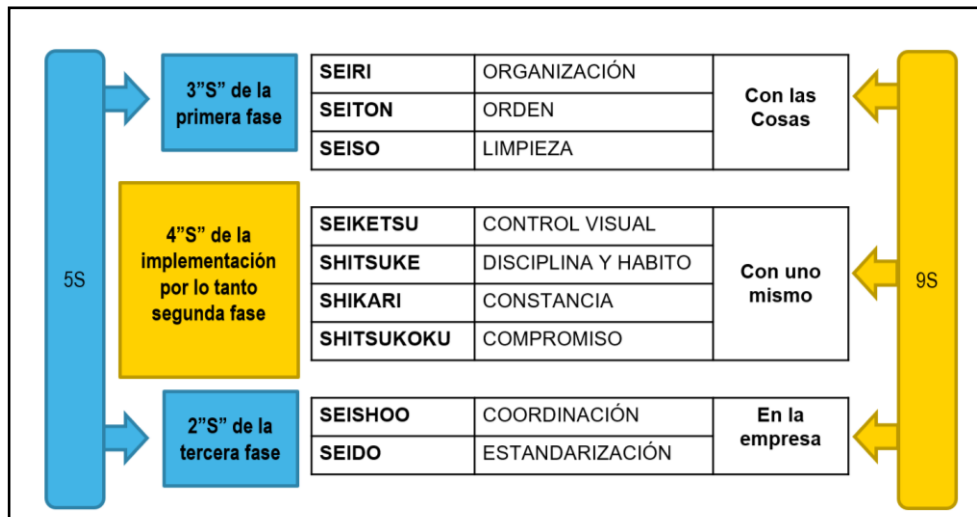 5S
3”S” de la
primera fase
SEIRI ORGANIZACIÓN
SEITON ORDEN
SEISO LIMPIEZA
Con las
Cosas
4”S” de la
implementación
por lo tanto
segunda fase
SEIKETSU CONTROL VISUAL
SHITSUKE DISCIPLINA Y HABITO
SHIKARI CONSTANCIA
SHITSUKOKU COMPROMISO
Con uno
mismo
2”S” de la
tercera fase
SEISHOO COORDINACIÓN
SEIDO ESTANDARIZACIÓN
En la
empresa
9S